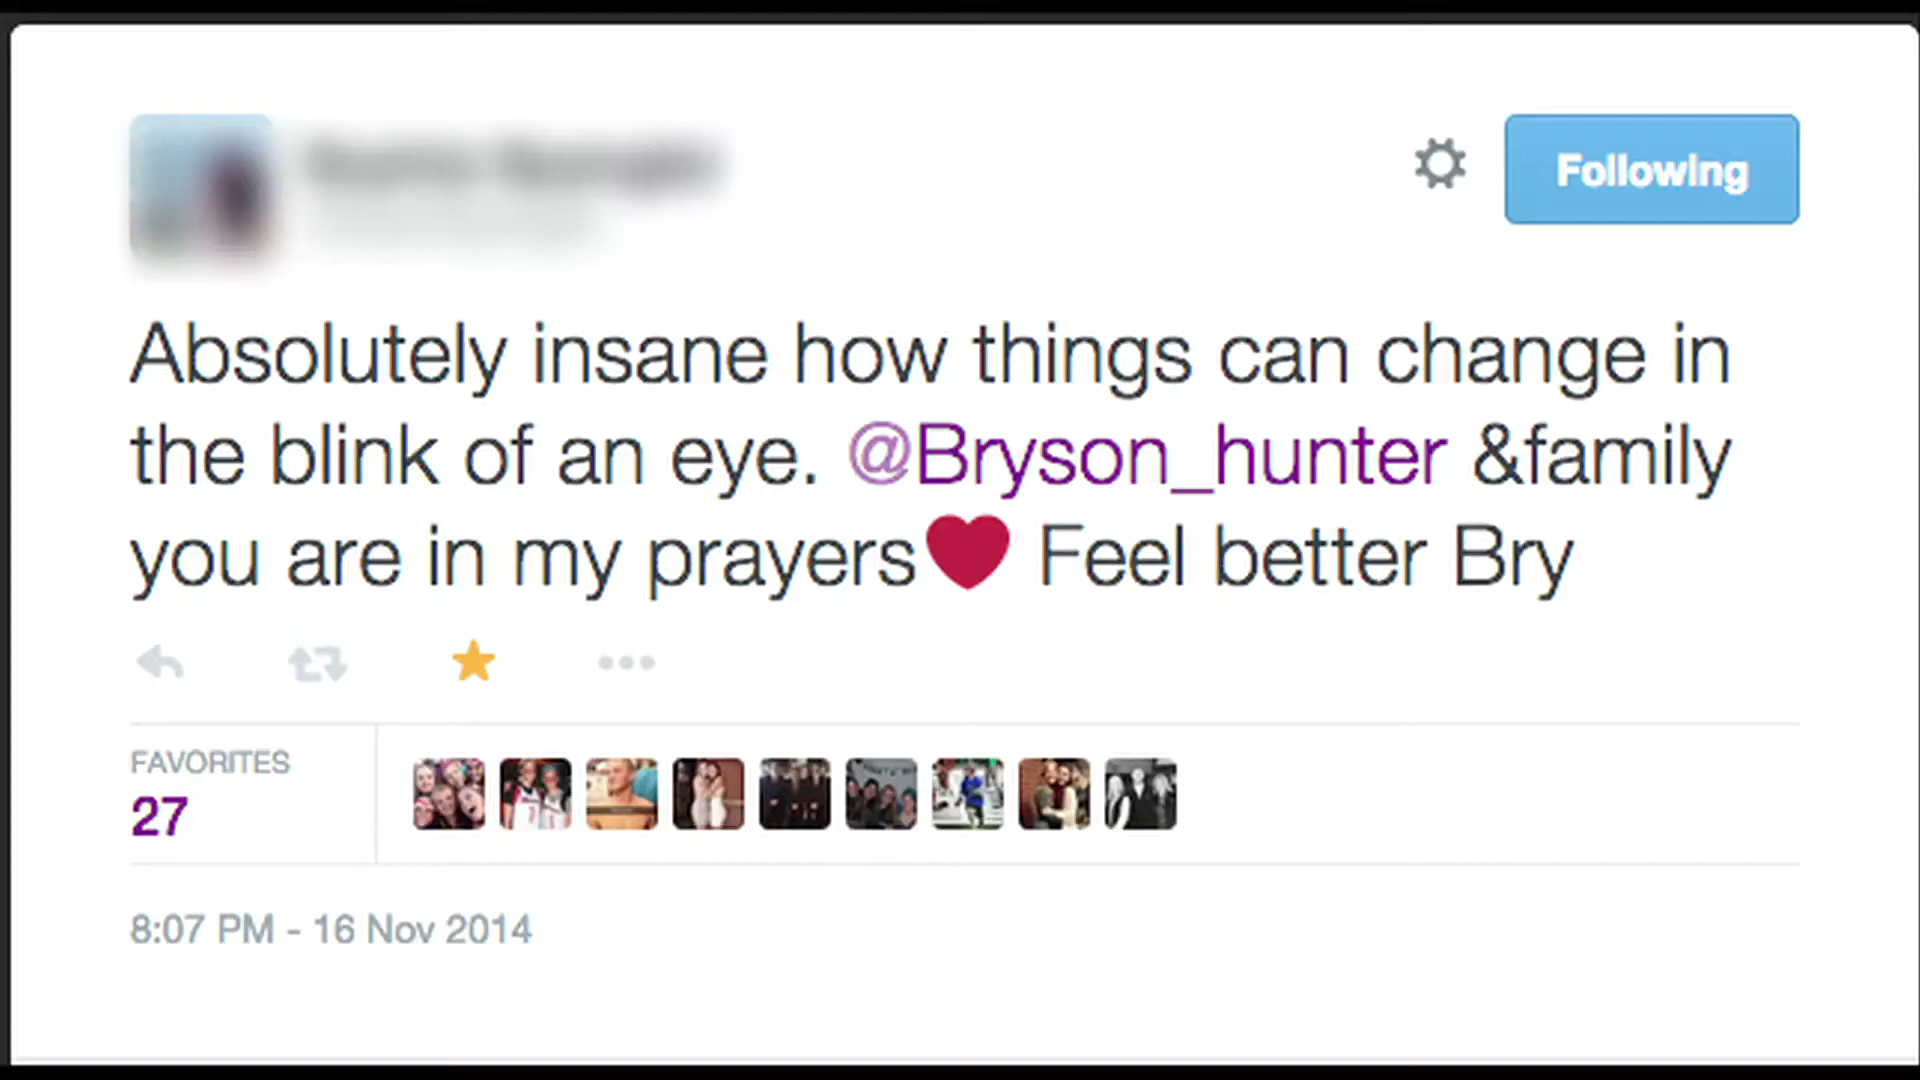 Following
Absolutely insane how things can change in
the blink of an eye. @Bryson_hunter &family
you are in my prayers❤ Feel better Bry
FAVORITES
27
8:07 PM - 16 Nov 2014